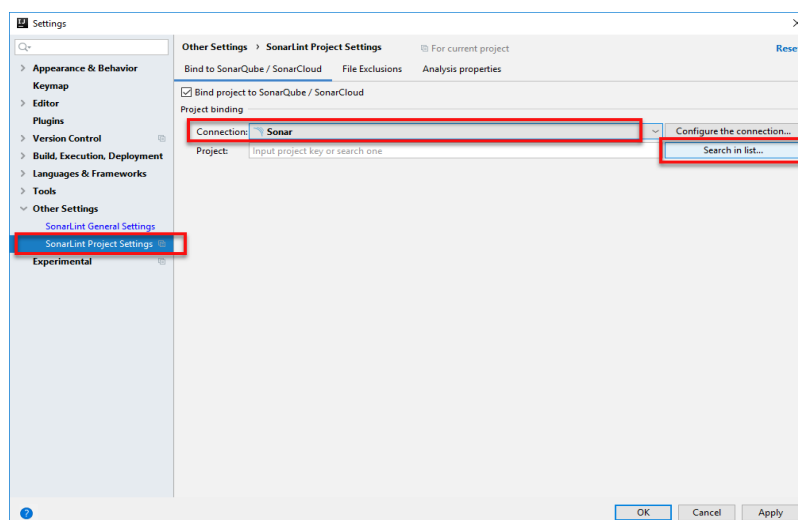 Settings
Other Settings > SonarLint Project Settings For current project Rese
Appearance & Behavior
Keymap
Editor
Plugins
Version Control
Build, Execution, Deployment
Languages & Frameworks
Tools
Other Settings
SonarLint General Settings
SonarLint Project Settings
Experimental
Bind to SonarQube / SonarCloud File Exclusions Analysis properties
Bind project to SonarQube / SonarCloud
Project binding
Connection: Sonar Configure the connection...
Project: Input project key or search one Search in list...
? OK Cancel Apply